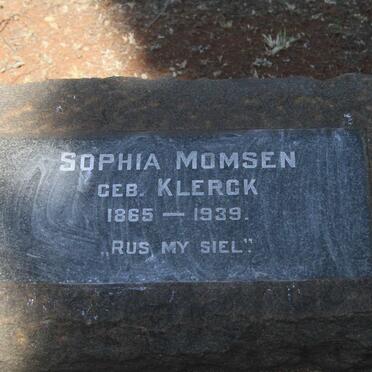 SOPHIA MOMSEN
GEB. KLERCK
1865 — 1939.
„RUS MY SIEL".